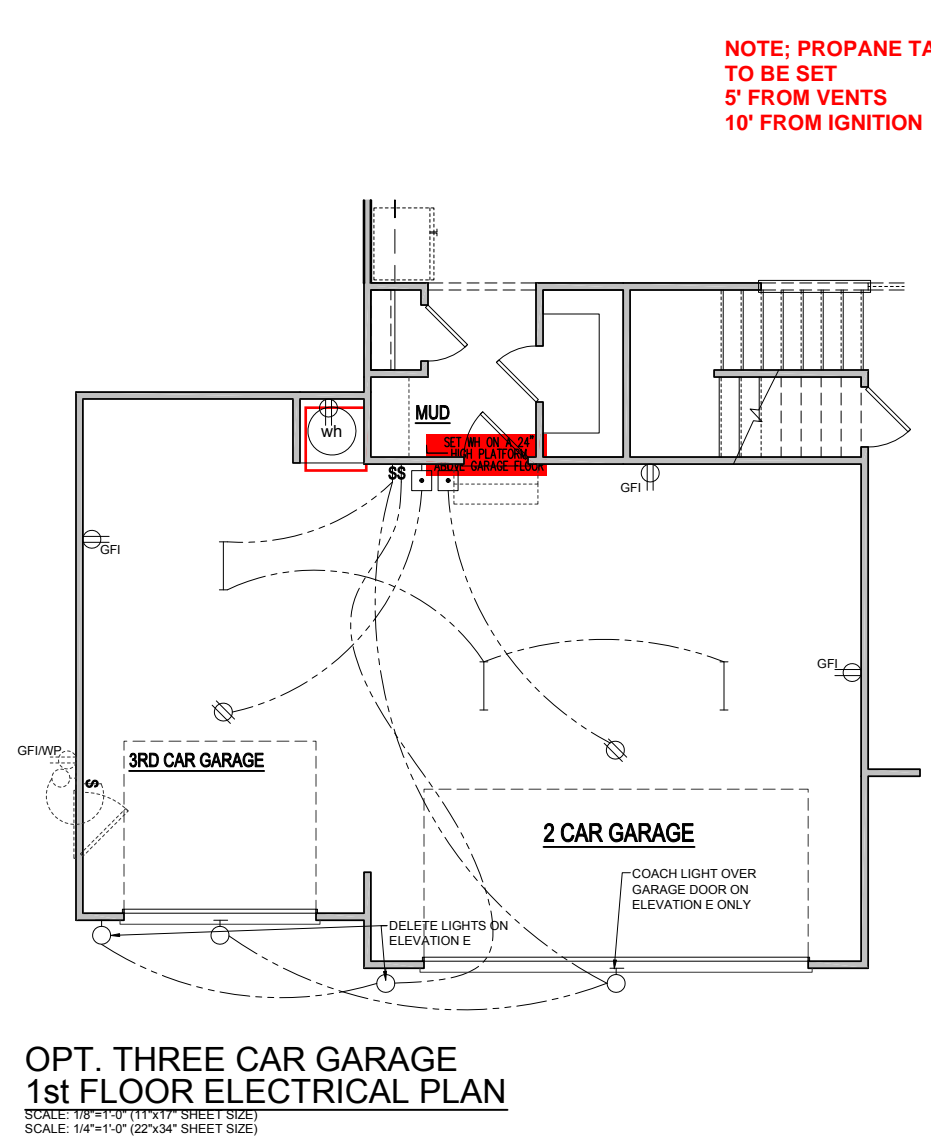 NOTE; PROPANE TA
TO BE SET
5' FROM VENTS
10' FROM IGNITION
MUD
wh
SET WH ON A 24"
HIGH PLATFORM
ABOVE GARAGE FLOOR
$$
GFI
GFI
GFI
GFI/WP
$
3RD CAR GARAGE
2 CAR GARAGE
COACH LIGHT OVER
GARAGE DOOR ON
ELEVATION E ONLY
DELETE LIGHTS ON
ELEVATION E
OPT. THREE CAR GARAGE
1st FLOOR ELECTRICAL PLAN
SCALE: 1/8"=1'-0" (11"x17" SHEET SIZE)
SCALE: 1/4"=1'-0" (22"x34" SHEET SIZE)